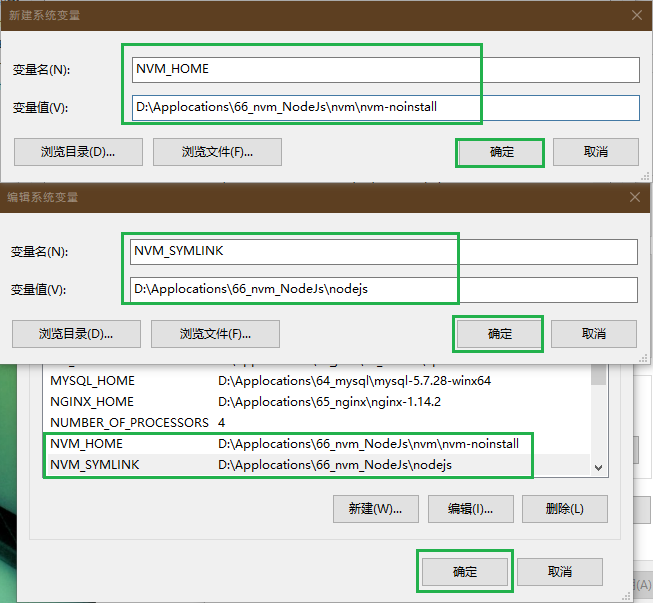 新建系统变量
变量名(N):
NVM_HOME
变量值(V):
D:\Applocations\66_nvm_NodeJs\nvm\nvm-noinstall
浏览目录(D)... 浏览文件(F)... 确定 取消
编辑系统变量
变量名(N):
NVM_SYMLINK
变量值(V):
D:\Applocations\66_nvm_NodeJs\nodejs
浏览目录(D)... 浏览文件(F)... 确定 取消
MYSQL_HOME D:\Applocations\64_mysql\mysql-5.7.28-winx64
NGINX_HOME D:\Applocations\65_nginx\nginx-1.14.2
NUMBER_OF_PROCESSORS 4
NVM_HOME D:\Applocations\66_nvm_NodeJs\nvm\nvm-noinstall
NVM_SYMLINK D:\Applocations\66_nvm_NodeJs\nodejs
新建(W)... 编辑(I)... 删除(L)
确定 取消
(A)